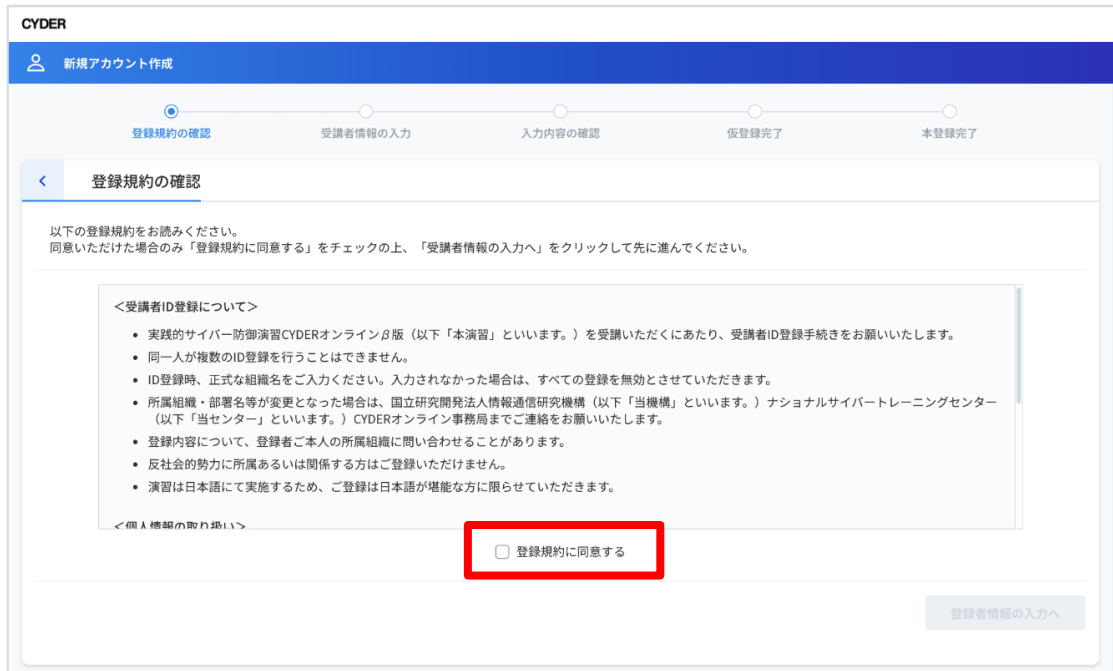 CYDER
新規アカウント作成
登録規約の確認
受講者情報の入力
入力内容の確認
仮登録完了
本登録完了
登録規約の確認
以下の登録規約をお読みください。
同意いただけた場合のみ「登録規約に同意する」をチェックの上、「受講者情報の入力へ」をクリックして先に進んでください。
＜受講者ID登録について＞
• 実践的サイバー防御演習CYDERオンラインβ版（以下「本演習」といいます。）を受講いただくにあたり、受講者ID登録手続きをお願いいたします。
• 同一人が複数のID登録を行うことはできません。
• ID登録時、正式な組織名をご入力ください。入力されなかった場合は、すべての登録を無効とさせていただきます。
• 所属組織・部署名等が変更となった場合は、国立研究開発法人情報通信研究機構（以下「当機構」といいます。）ナショナルサイバートレーニングセンター
（以下「当センター」といいます。）CYDERオンライン事務局までご連絡をお願いいたします。
• 登録内容について、登録者ご本人の所属組織に問い合わせることがあります。
• 反社会的勢力に所属あるいは関係する方はご登録いただけません。
• 演習は日本語にて実施するため、ご登録は日本語が堪能な方に限らせていただきます。
＜個人情報の取り扱い＞
登録規約に同意する
登録者情報の入力へ